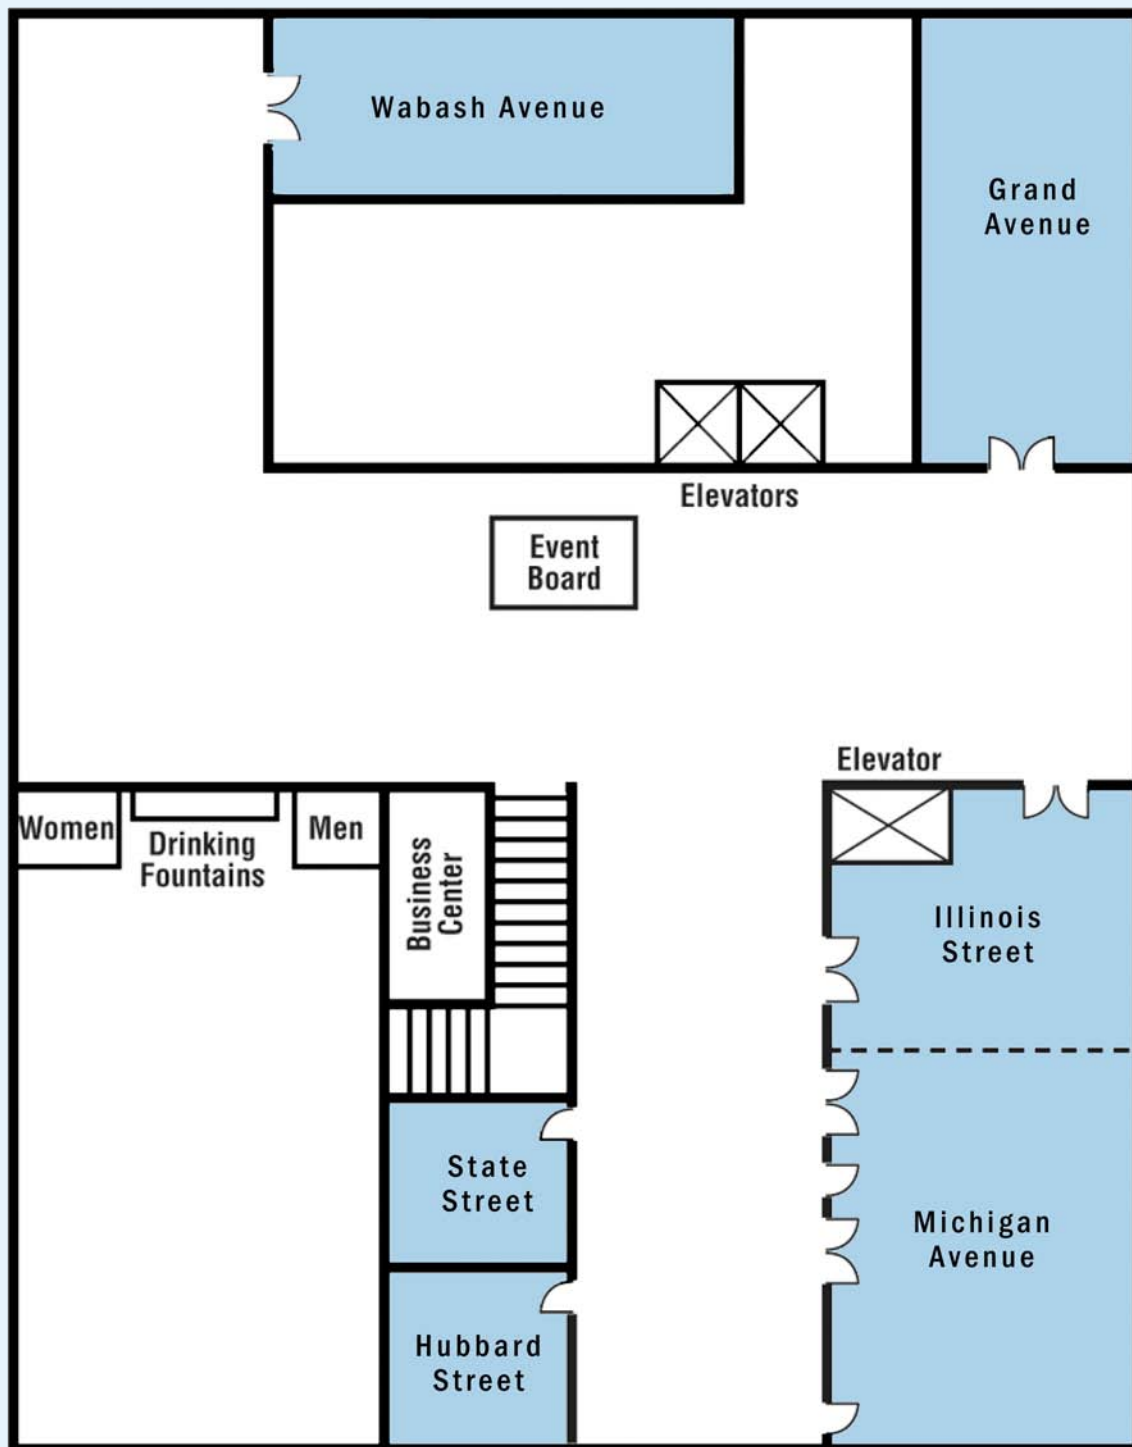 Wabash Avenue
Grand
Avenue
Elevators
Event
Board
Elevator
Women
Drinking
Fountains
Men
Business
Center
Illinois
Street
State
Street
Michigan
Avenue
Hubbard
Street